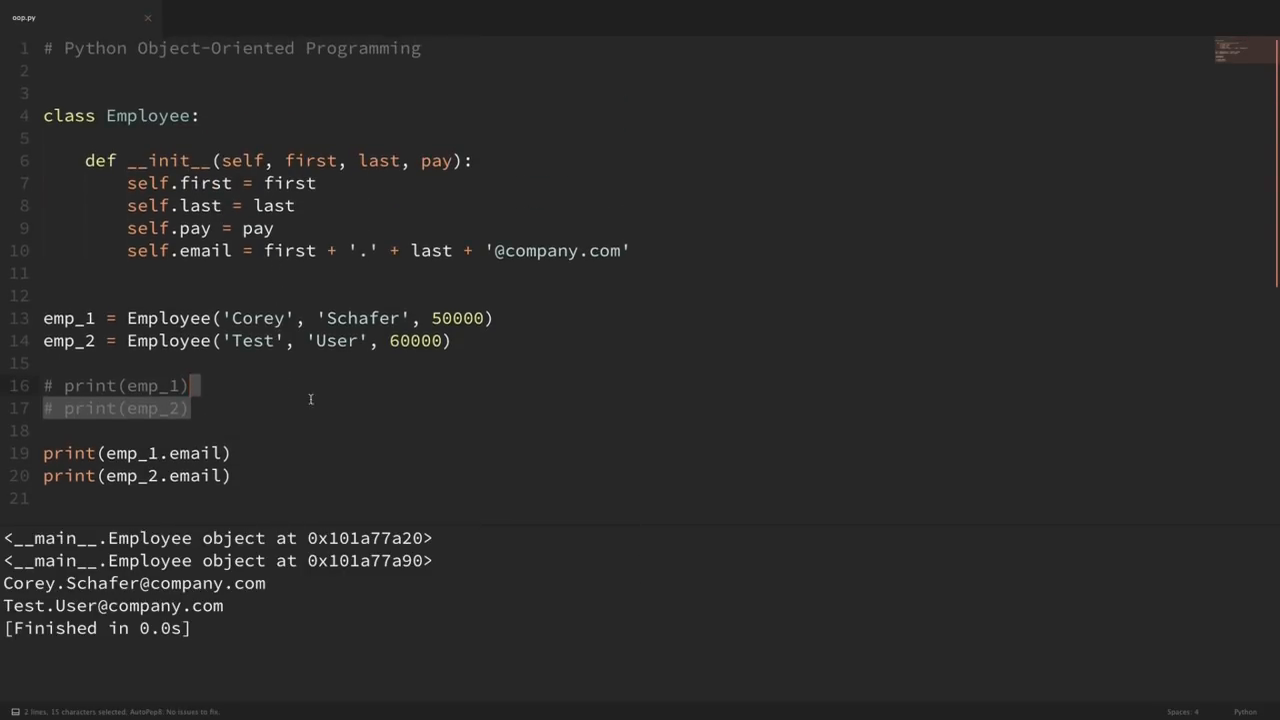 oop.py ×
1 # Python Object-Oriented Programming
2
3
4 class Employee:
5
6     def __init__(self, first, last, pay):
7         self.first = first
8         self.last = last
9         self.pay = pay
10         self.email = first + '.' + last + '@company.com'
11
12
13 emp_1 = Employee('Corey', 'Schafer', 50000)
14 emp_2 = Employee('Test', 'User', 60000)
15
16 # print(emp_1)
17 # print(emp_2)
18
19 print(emp_1.email)
20 print(emp_2.email)
21
<__main__.Employee object at 0x101a77a20>
<__main__.Employee object at 0x101a77a90>
Corey.Schafer@company.com
Test.User@company.com
[Finished in 0.0s]
2 lines, 15 characters selected, AutoPep8: No issues to fix. Spaces: 4 Python